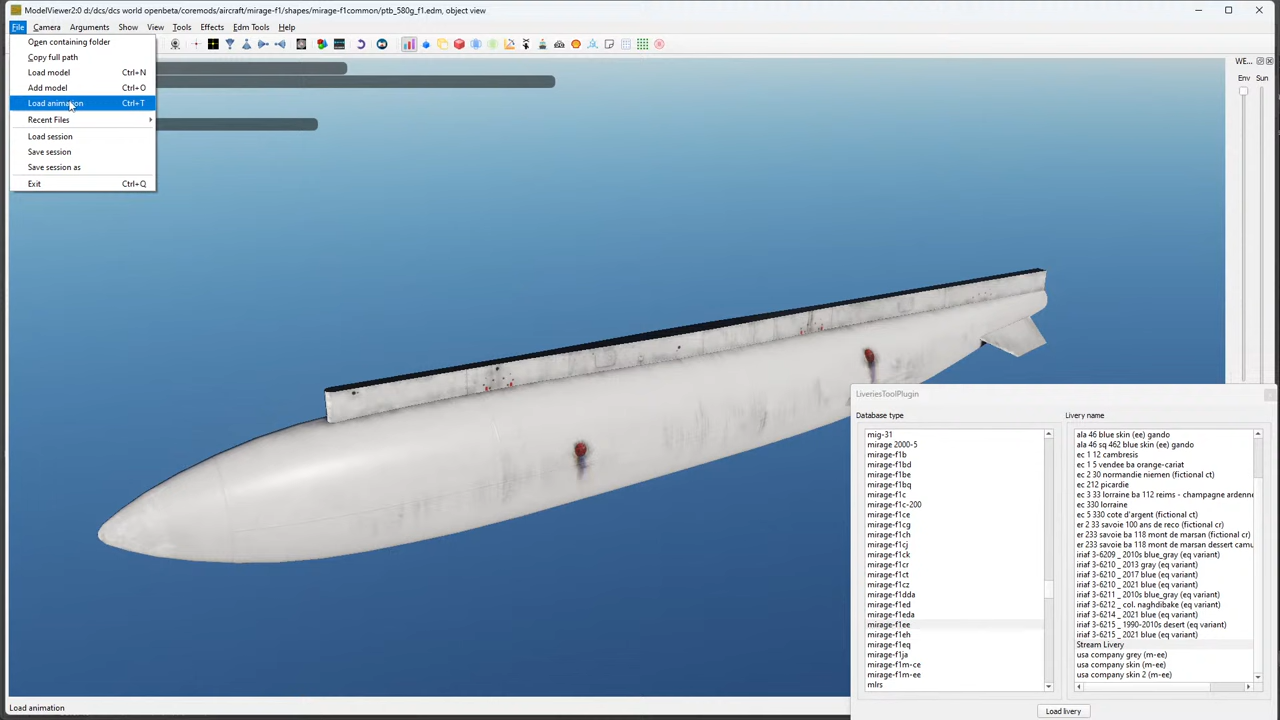 ModelViewer2:0 d:/dcs/dcs world openbeta/coremods/aircraft/mirage-f1/shapes/mirage-f1common/ptb_580g_f1.edm, object view
File Camera Arguments Show View Tools Effects Edm Tools Help
Open containing folder
Copy full path
Load model Ctrl+N
Add model Ctrl+O
Load animation Ctrl+T
Recent Files
Load session
Save session
Save session as
Exit Ctrl+Q
WE...
Env Sun
LiveriesToolPlugin
Database type
mig-31
mirage 2000-5
mirage-f1b
mirage-f1bd
mirage-f1be
mirage-f1bq
mirage-f1c
mirage-f1c-200
mirage-f1ce
mirage-f1cg
mirage-f1ch
mirage-f1cj
mirage-f1ck
mirage-f1cr
mirage-f1ct
mirage-f1cz
mirage-f1dda
mirage-f1ed
mirage-f1eda
mirage-f1ee
mirage-f1eh
mirage-f1eq
mirage-f1ja
mirage-f1m-ce
mirage-f1m-ee
mlrs
Livery name
ala 46 blue skin (ee) gando
ala 46 sq 462 blue skin (ee) gando
ec 1 12 cambresis
ec 1 5 vendee ba orange-cariat
ec 2 30 normandie niemen (fictional ct)
ec 212 picardie
ec 3 33 lorraine ba 112 reims - champagne ardenne
ec 330 lorraine
ec 5 330 cote d'argent (fictional cr)
er 2 33 savoie 100 ans de reco (fictional cr)
er 233 savoie ba 118 mont de marsan (fictional cr)
er 233 savoie ba 118 mont de marsan dessert camu
iriaf 3-6209 _ 2010s blue_gray (eq variant)
iriaf 3-6210 _ 2013 gray (eq variant)
iriaf 3-6210 _ 2017 blue (eq variant)
iriaf 3-6210 _ 2021 blue (eq variant)
iriaf 3-6211 _ 2010s blue_gray (eq variant)
iriaf 3-6212 _ col. naghdibake (eq variant)
iriaf 3-6214 _ 2021 blue (eq variant)
iriaf 3-6215 _ 1990-2010s desert (eq variant)
iriaf 3-6215 _ 2021 blue (eq variant)
Stream Livery
usa company grey (m-ee)
usa company skin (m-ee)
usa company skin 2 (m-ee)
Load livery
Load animation